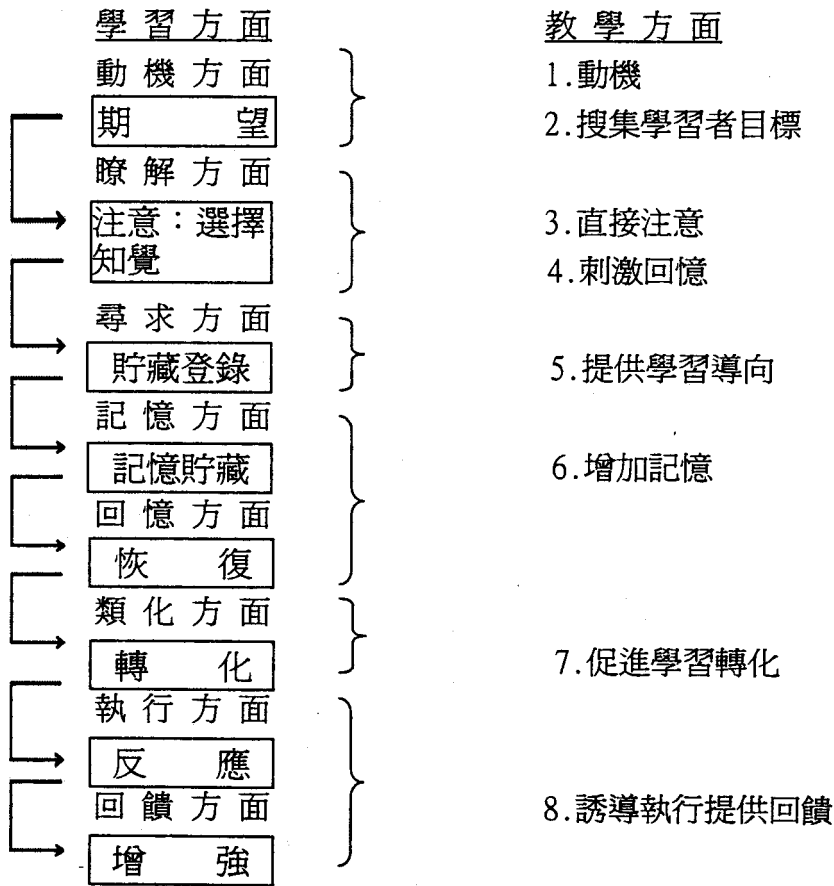 學習方面
動機方面
期望
瞭解方面
注意：選擇
知覺
尋求方面
貯藏登錄
記憶方面
記憶貯藏
回憶方面
恢復
類化方面
轉化
執行方面
反應
回饋方面
增強
教學方面
1.動機
2.搜集學習者目標
3.直接注意
4.刺激回憶
5.提供學習導向
6.增加記憶
7.促進學習轉化
8.誘導執行提供回饋